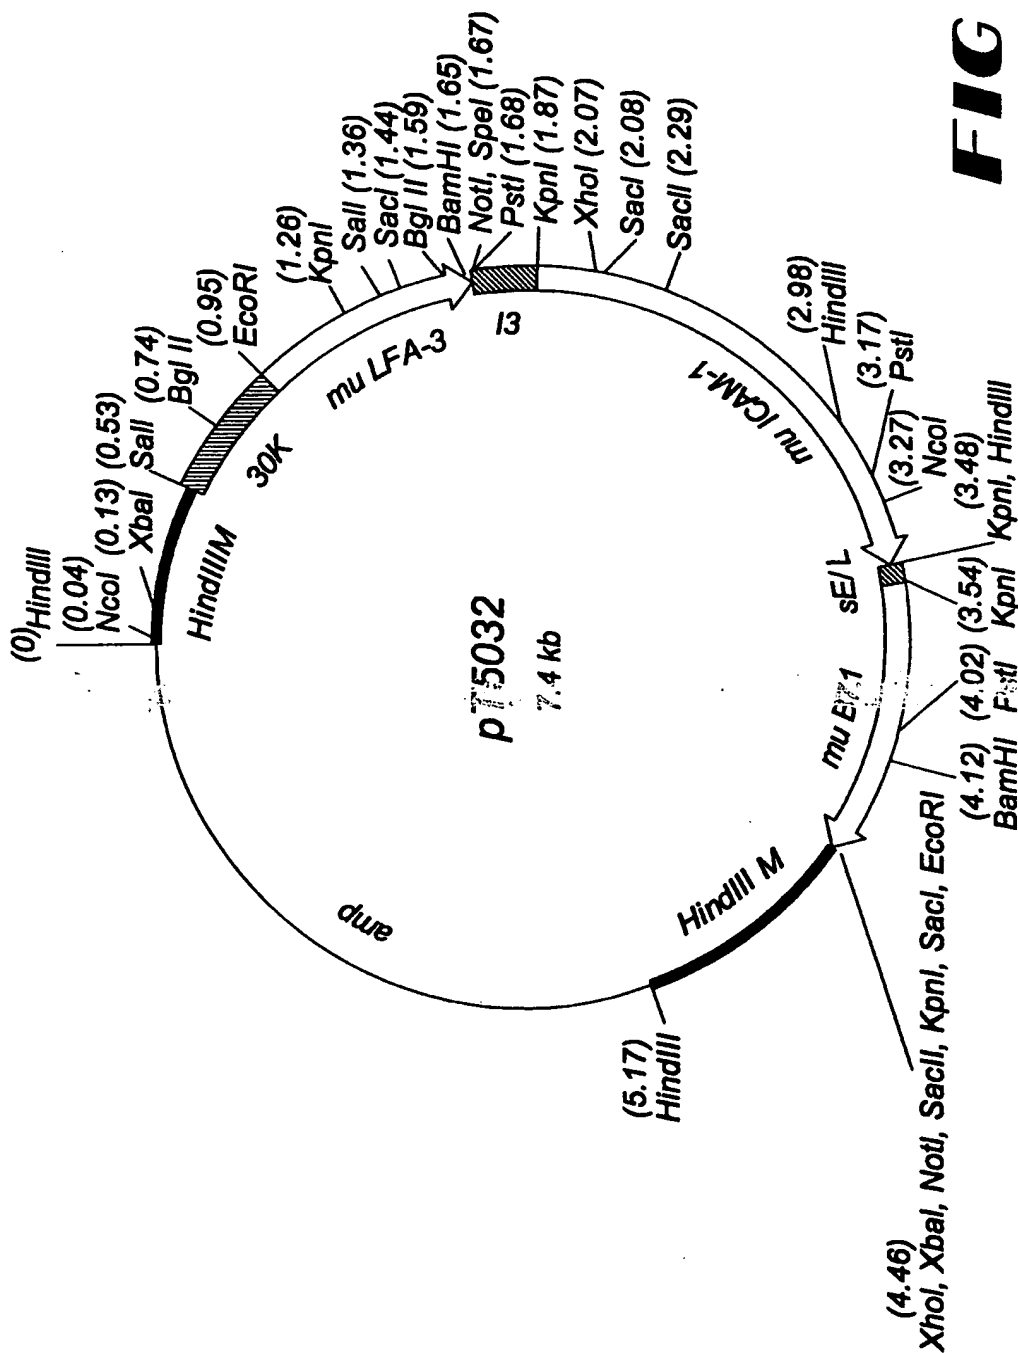 (0) HindIII
(0.04)
NcoI
(0.13)
XbaI
(0.53)
SalI
(0.74)
Bgl II
(0.95)
EcoRI
(1.26)
KpnI
SalI (1.36)
SacI (1.44)
Bgl II (1.59)
BamHI (1.65)
NotI, SpeI (1.67)
PstI (1.68)
KpnI (1.87)
XhoI (2.07)
SacI (2.08)
SacII (2.29)
(2.98)
HindIII
(3.17)
PstI
(3.27)
NcoI
(3.48)
KpnI, HindIII
(3.54)
KpnI
(4.02)
PstI
(4.12)
BamHI
(4.46)
XhoI, XbaI, NotI, SacII, KpnI, SacI, EcoRI
(5.17)
HindIII
HindIIIM
30K
mu LFA-3
I3
mu ICAM-1
sE/L
mu B7.1
HindIII M
amp
pT5032
7.4 kb
FIG